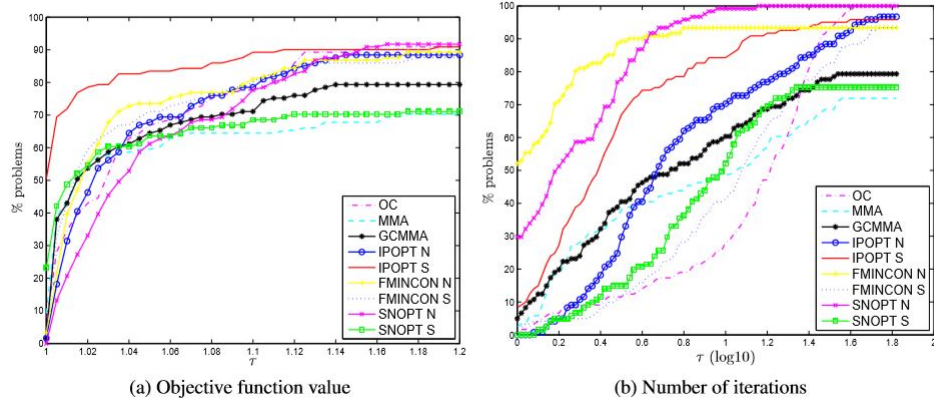 100
90
80
70
60
50
40
30
20
10
0
% problems
1
1.02
1.04
1.06
1.08
1.1
1.12
1.14
1.16
1.18
1.2
τ
OC
MMA
GCMMA
IPOPT N
IPOPT S
FMINCON N
FMINCON S
SNOPT N
SNOPT S
(a) Objective function value
100
90
80
70
60
50
40
30
20
10
0
% problems
0
0.2
0.4
0.6
0.8
1.0
1.2
1.4
1.6
1.8
2
τ (log10)
OC
MMA
GCMMA
IPOPT N
IPOPT S
FMINCON N
FMINCON S
SNOPT N
SNOPT S
(b) Number of iterations